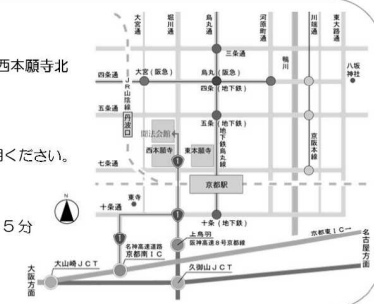 西本願寺北
用ください。
5分
大宮通
堀川通
烏丸通
河原町通
鴨川
川端通
東大路通
三条通
四条通
大宮(阪急)
烏丸(阪急)
四条(地下鉄)
八坂神社
JR山陰線
丹波口
五条通
五条(地下鉄)
地下鉄烏丸線
京阪本線
聞法会館
西本願寺
東本願寺
1
七条通
京都駅
N
東寺
十条通
十条(地下鉄)
1
1
上鳥羽
阪神高速8号京都線
名神高速道路
京都南IC
京都東IC→
名古屋方面
大山崎JCT
久御山JCT
大阪方面